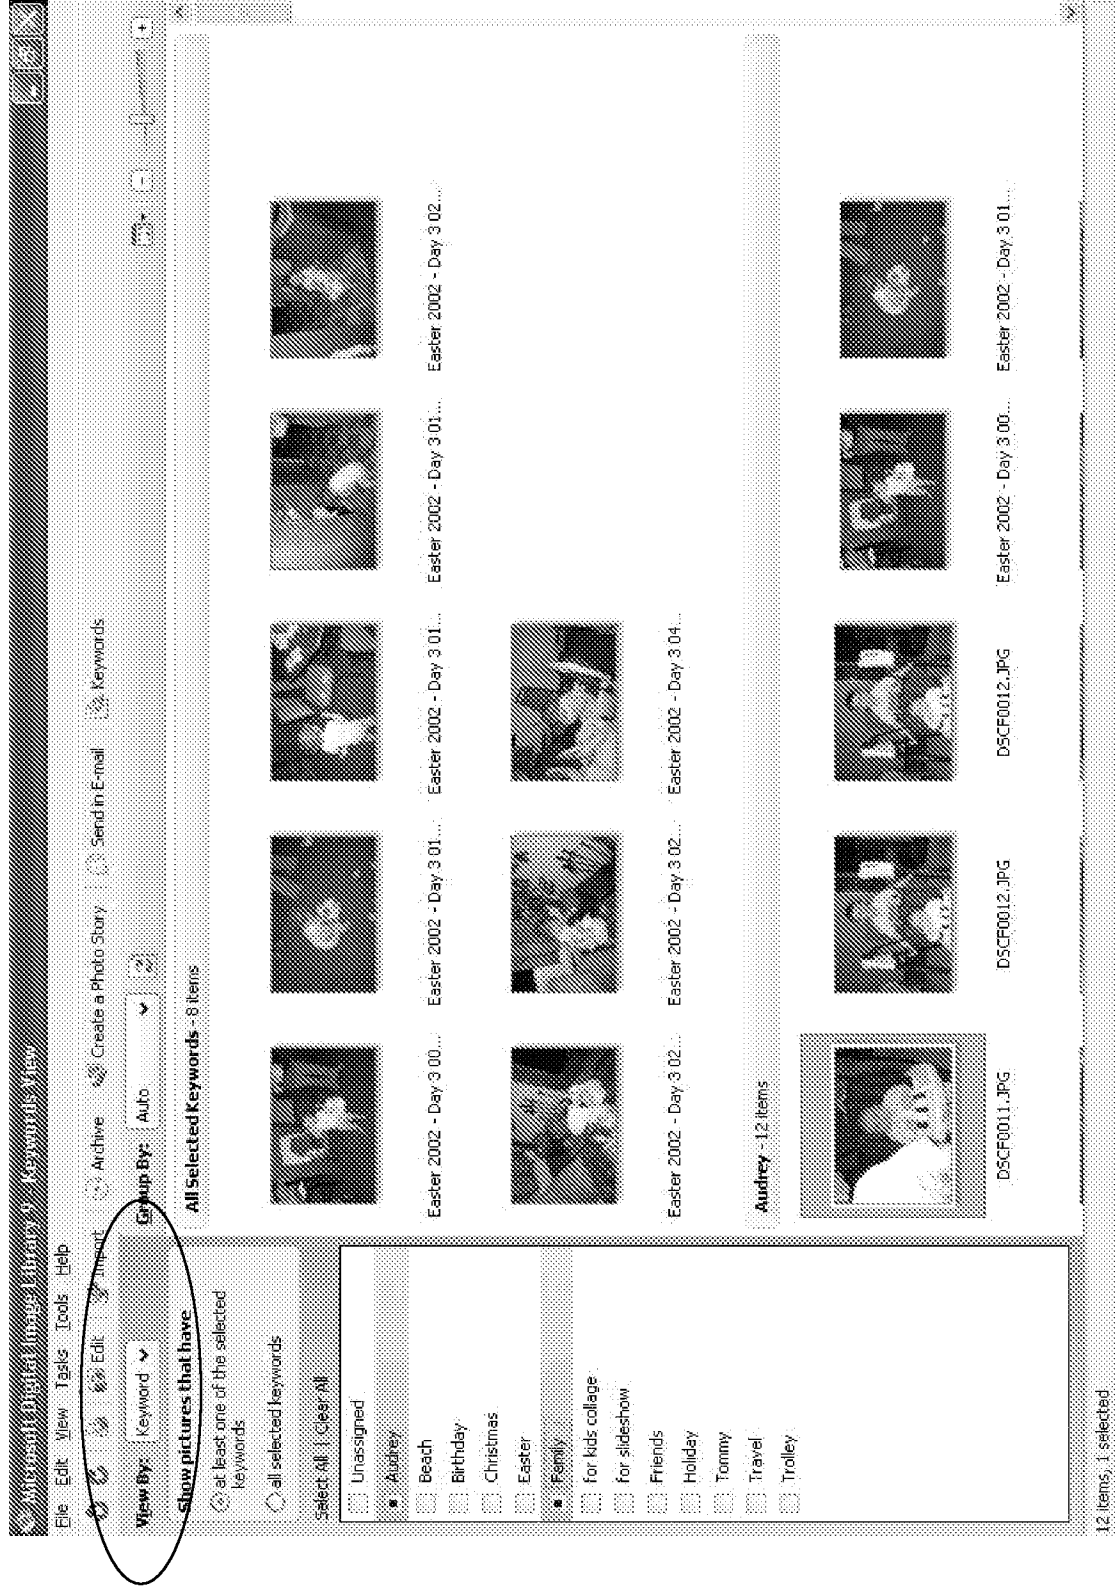 Microsoft Digital Image Library 9 - Keywords View
File Edit View Tasks Tools Help
Edit Import Archive Create a Photo Story Send in E-mail Keywords
View By: Keyword Group By: Auto
Show pictures that have
at least one of the selected
keywords
all selected keywords
Select All | Clear All
Unassigned
Audrey
Beach
Birthday
Christmas
Easter
Family
for kids collage
for slideshow
Friends
Holiday
Tommy
Travel
Trolley
All Selected Keywords - 8 items
Easter 2002 - Day 3 00... Easter 2002 - Day 3 01... Easter 2002 - Day 3 01... Easter 2002 - Day 3 01... Easter 2002 - Day 3 02...
Easter 2002 - Day 3 02... Easter 2002 - Day 3 02... Easter 2002 - Day 3 04...
Audrey - 12 items
DSCF0011.JPG DSCF0012.JPG DSCF0012.JPG Easter 2002 - Day 3 00... Easter 2002 - Day 3 01...
12 items, 1 selected